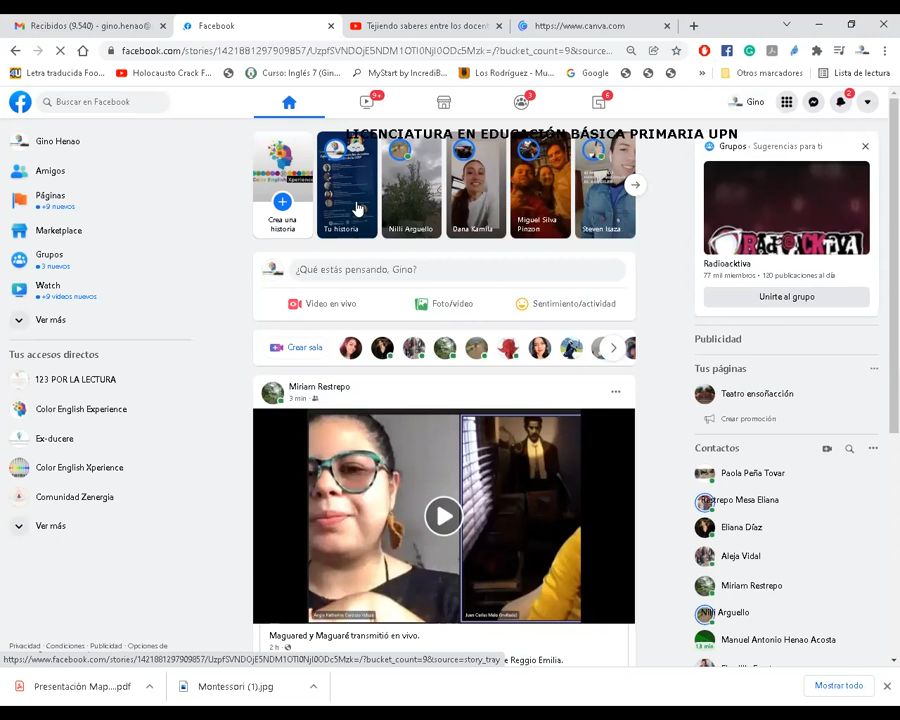 Recibidos (9.540) - gino.henao@
Facebook
Tejiendo saberes entre los docent
https://www.canva.com
facebook.com/stories/1421881297909857/UzpfSVNDOjE5NDM1OTI0NjI0ODc5Mzk=/?bucket_count=9&source...
Letra traducida Foo...
Holocausto Crack F...
Curso: Inglés 7 (Gin...
MyStart by IncrediB...
Los Rodríguez - Mu...
Google
Otros marcadores
Lista de lectura
Buscar en Facebook
9+
3
6
Gino
2
LICENCIATURA EN EDUCACIÓN BÁSICA PRIMARIA UPN
Gino Henao
Amigos
Páginas
+9 nuevos
Marketplace
Grupos
3 nuevos
Watch
+9 videos nuevos
Ver más
Tus accesos directos
123 POR LA LECTURA
Color English Experience
Ex-ducere
Color English Xperience
Comunidad Zenergia
Ver más
Privacidad · Condiciones · Publicidad · Opciones de
Crea una historia
Tu historia
Nilli Arguello
Dana Kamila
Miguel Silva Pinzon
Steven Isaza
¿Qué estás pensando, Gino?
Video en vivo
Foto/video
Sentimiento/actividad
Crear sala
Miriam Restrepo
3 min ·
Maguared y Maguaré transmitió en vivo.
2 h ·
e Reggio Emilia.
Grupos · Sugerencias para ti
RADIOACKTIVA
Radioacktiva
77 mil miembros • 120 publicaciones al día
Unirte al grupo
Publicidad
Tus páginas
Teatro ensoñacción
Crear promoción
Contactos
Paola Peña Tovar
Restrepo Mesa Eliana
Eliana Díaz
Aleja Vidal
Miriam Restrepo
Nilli Arguello
Manuel Antonio Henao Acosta
https://www.facebook.com/stories/1421881297909857/UzpfSVNDOjE5NDM1OTI0NjI0ODc5Mzk=/?bucket_count=9&source=story_tray
Presentación Map....pdf
Montessori (1).jpg
Mostrar todo